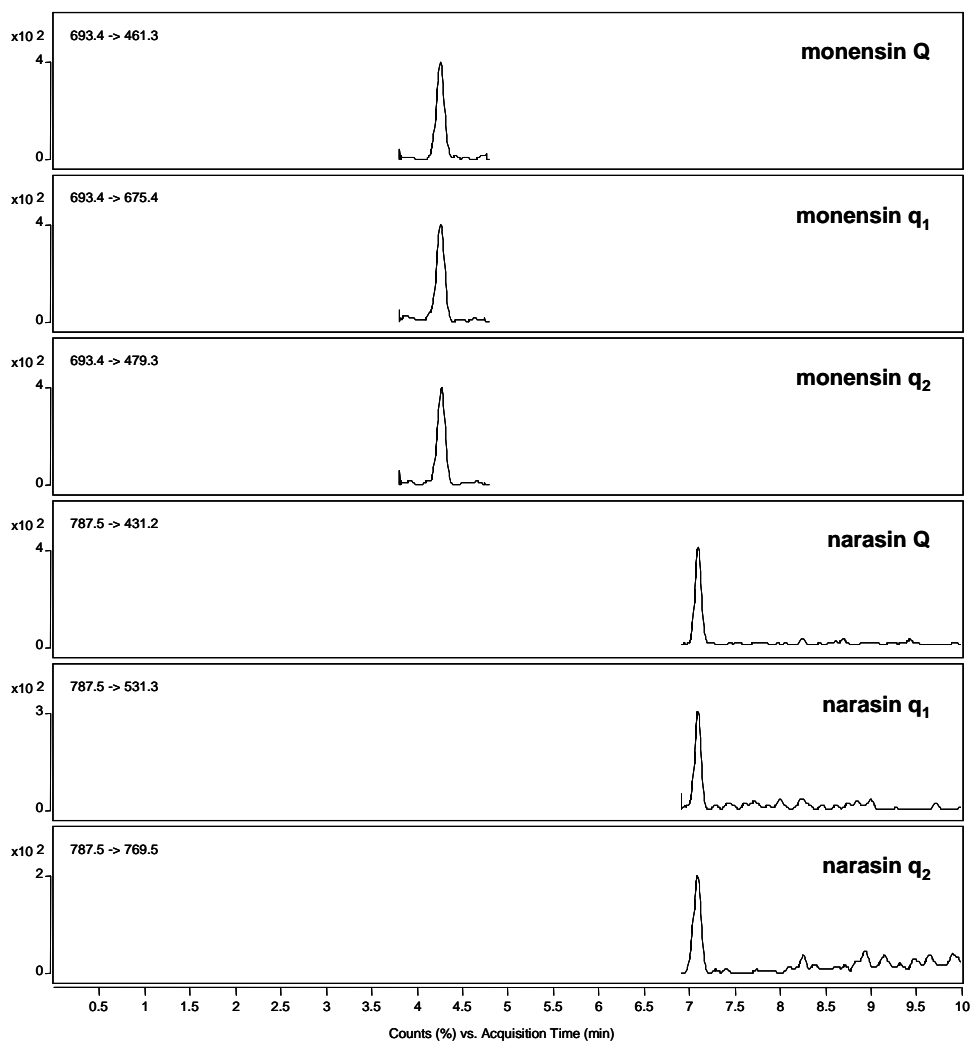 x10 2
693.4 -> 461.3
monensin Q
4
0
x10 2
693.4 -> 675.4
monensin q1
4
0
x10 2
693.4 -> 479.3
monensin q2
4
0
x10 2
787.5 -> 431.2
narasin Q
4
0
x10 2
787.5 -> 531.3
narasin q1
3
0
x10 2
787.5 -> 769.5
narasin q2
2
0
0.5 1 1.5 2 2.5 3 3.5 4 4.5 5 5.5 6 6.5 7 7.5 8 8.5 9 9.5 10
Counts (%) vs. Acquisition Time (min)